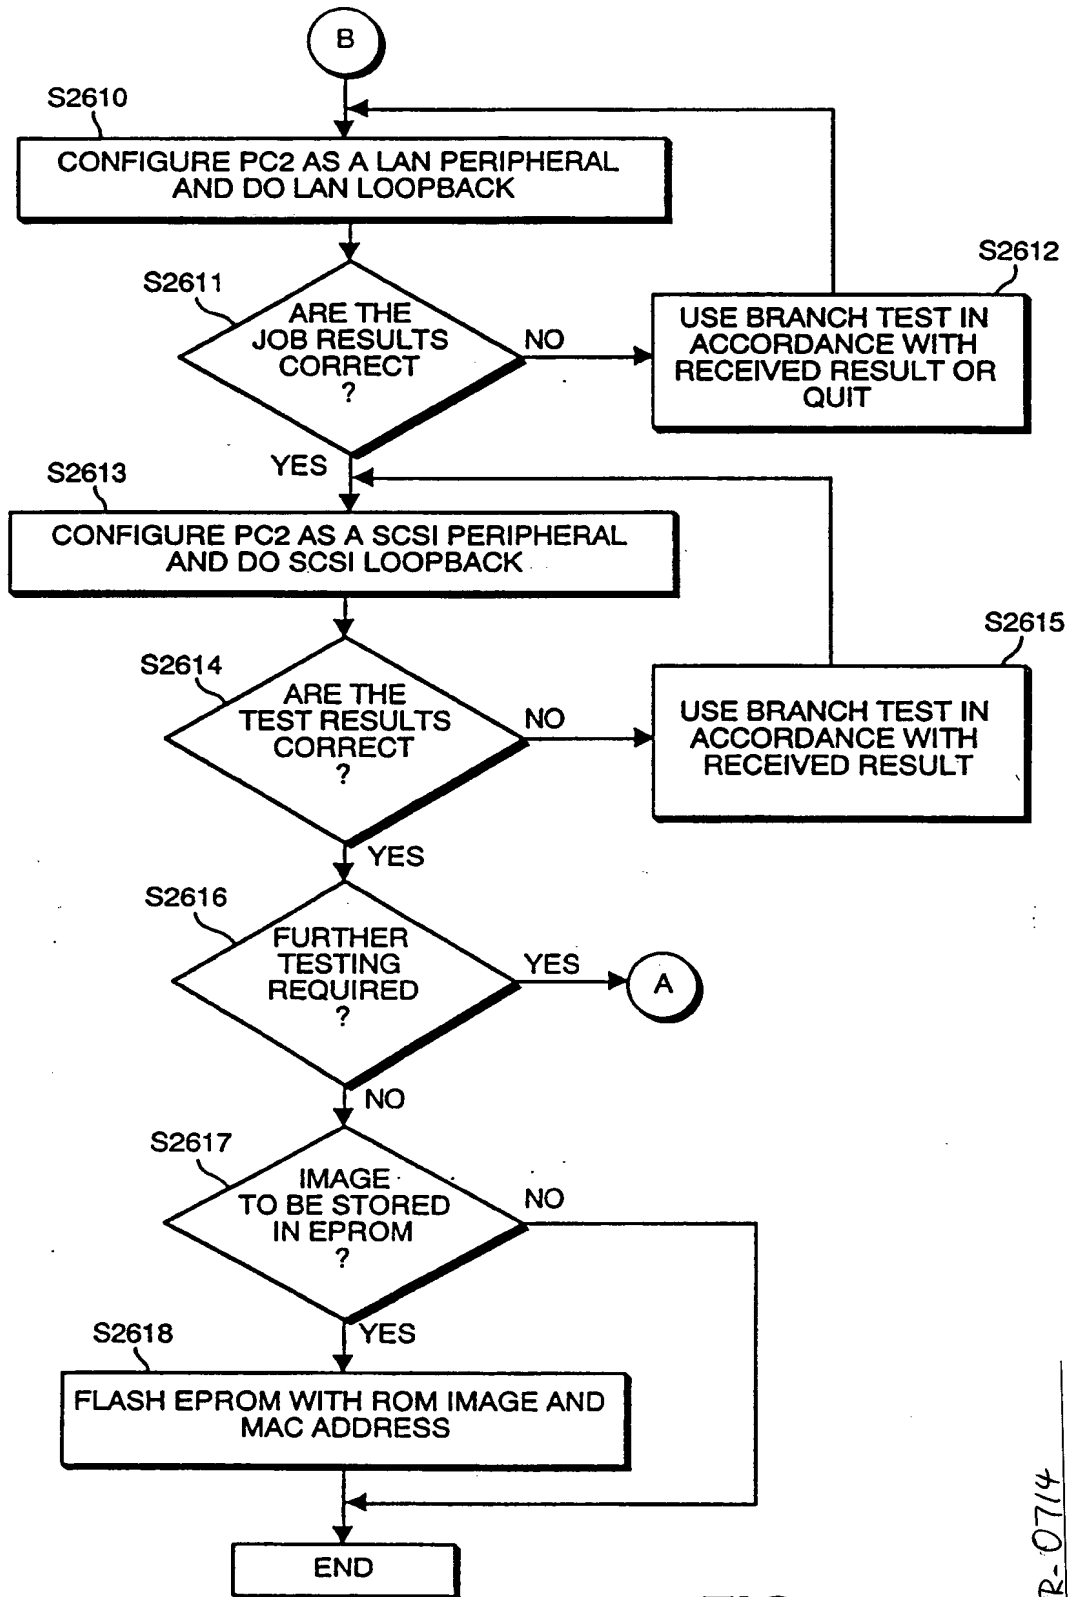 B
S2610
CONFIGURE PC2 AS A LAN PERIPHERAL
AND DO LAN LOOPBACK
S2611
ARE THE
JOB RESULTS
CORRECT
?
NO
S2612
USE BRANCH TEST IN
ACCORDANCE WITH
RECEIVED RESULT OR
QUIT
YES
S2613
CONFIGURE PC2 AS A SCSI PERIPHERAL
AND DO SCSI LOOPBACK
S2614
ARE THE
TEST RESULTS
CORRECT
?
NO
S2615
USE BRANCH TEST IN
ACCORDANCE WITH
RECEIVED RESULT
YES
S2616
FURTHER
TESTING
REQUIRED
?
YES
A
NO
S2617
IMAGE
TO BE STORED
IN EPROM
?
NO
YES
S2618
FLASH EPROM WITH ROM IMAGE AND
MAC ADDRESS
END
R-0714